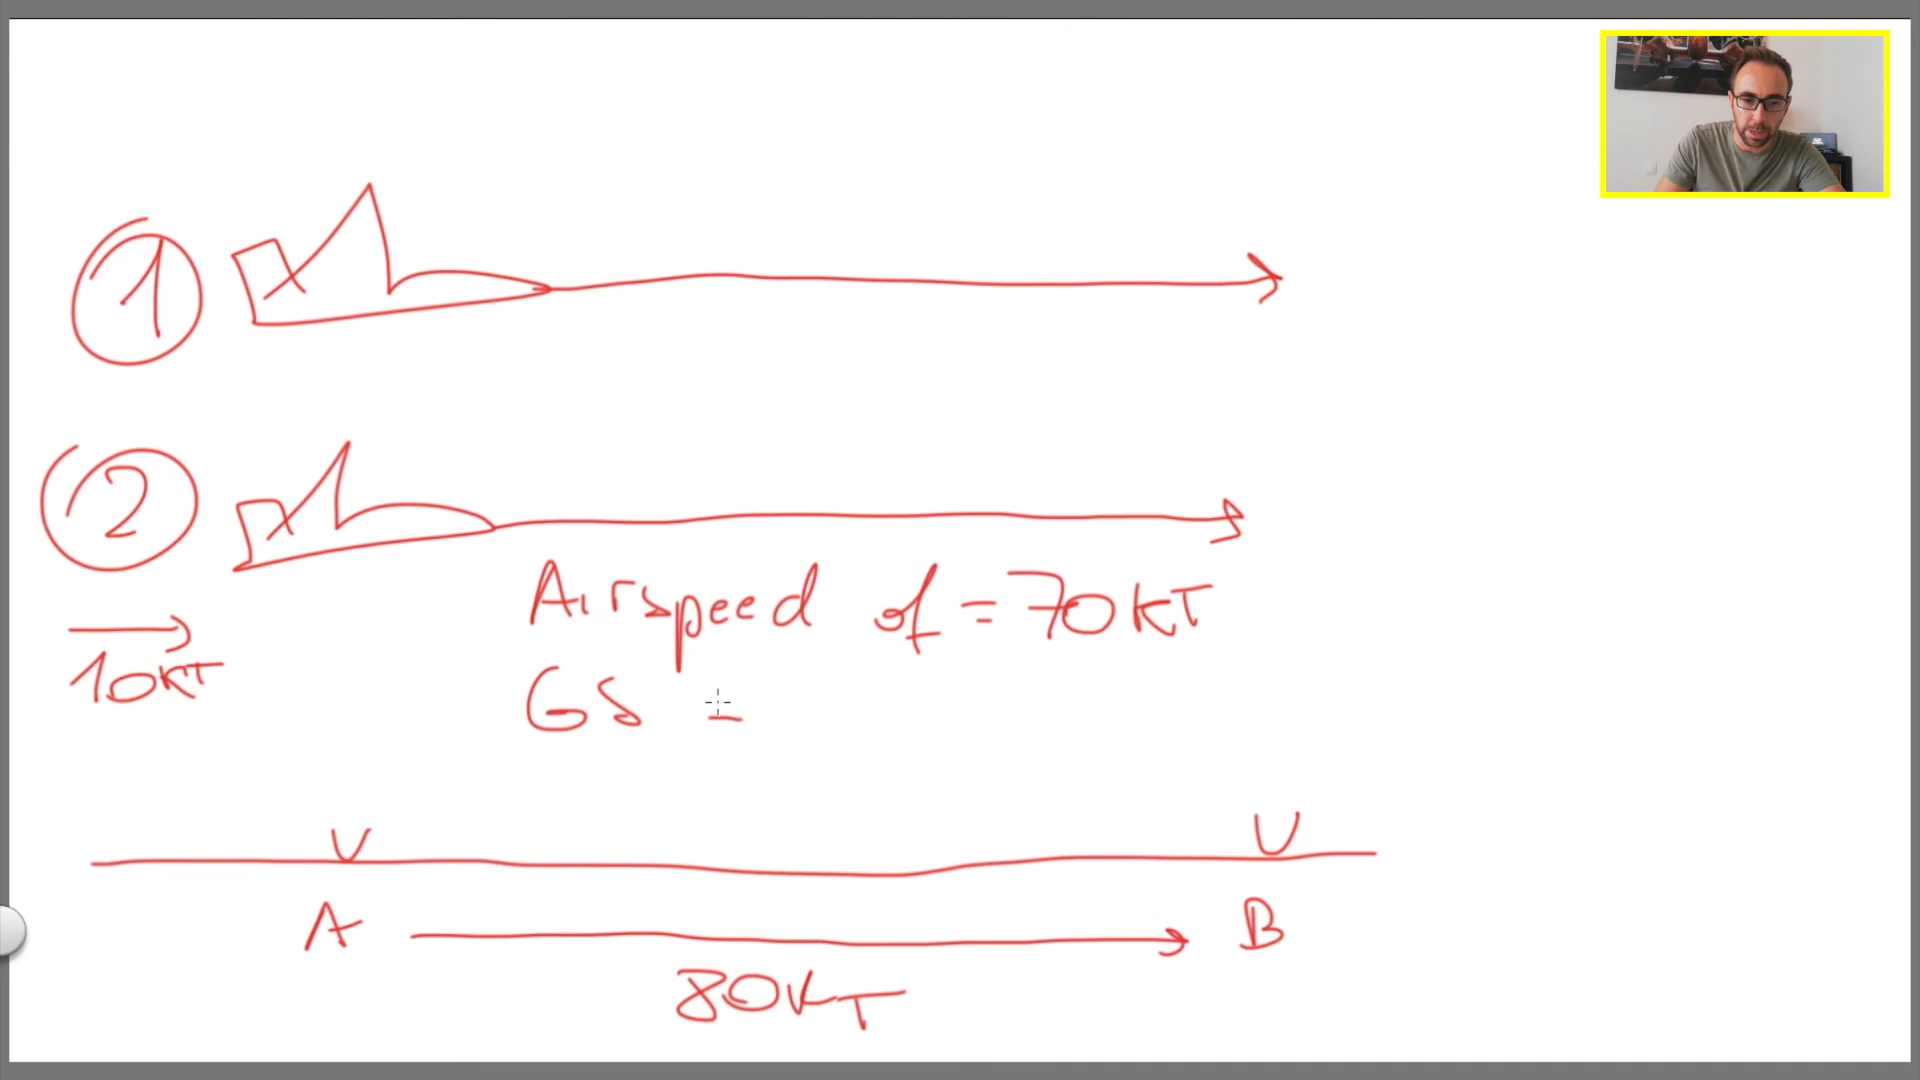 1
2
Airspeed of = 70KT
10KT
GS =
A
B
80KT